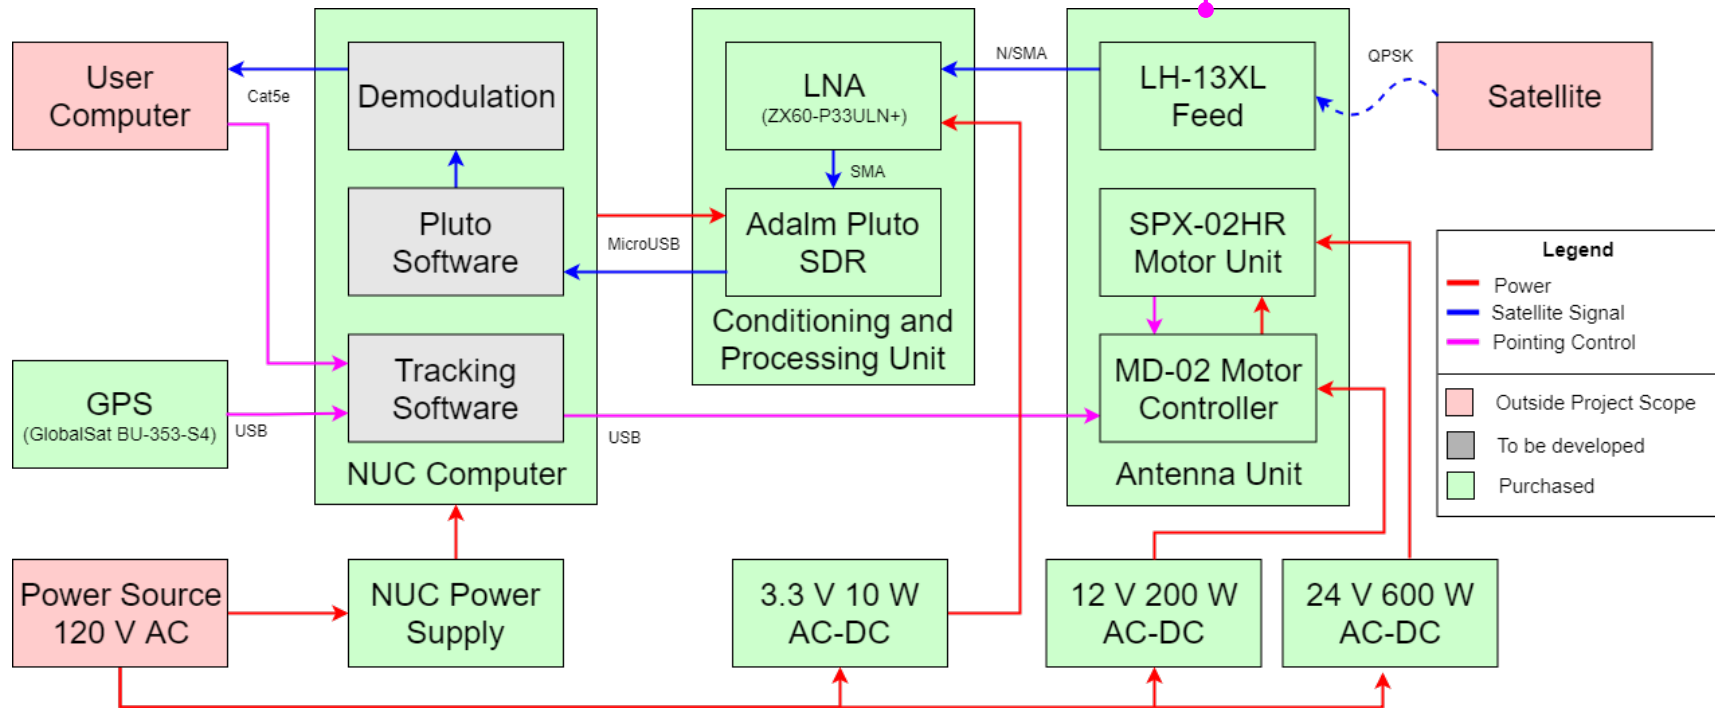 User
Computer
Cat5e
Demodulation
LNA
(ZX60-P33ULN+)
N/SMA
LH-13XL
Feed
QPSK
Satellite
SMA
Pluto
Software
MicroUSB
Adalm Pluto
SDR
SPX-02HR
Motor Unit
Conditioning and
Processing Unit
Legend
Power
Satellite Signal
Pointing Control
Outside Project Scope
To be developed
Purchased
GPS
(GlobalSat BU-353-S4)
USB
Tracking
Software
USB
NUC Computer
MD-02 Motor
Controller
Antenna Unit
Power Source
120 V AC
NUC Power
Supply
3.3 V 10 W
AC-DC
12 V 200 W
AC-DC
24 V 600 W
AC-DC